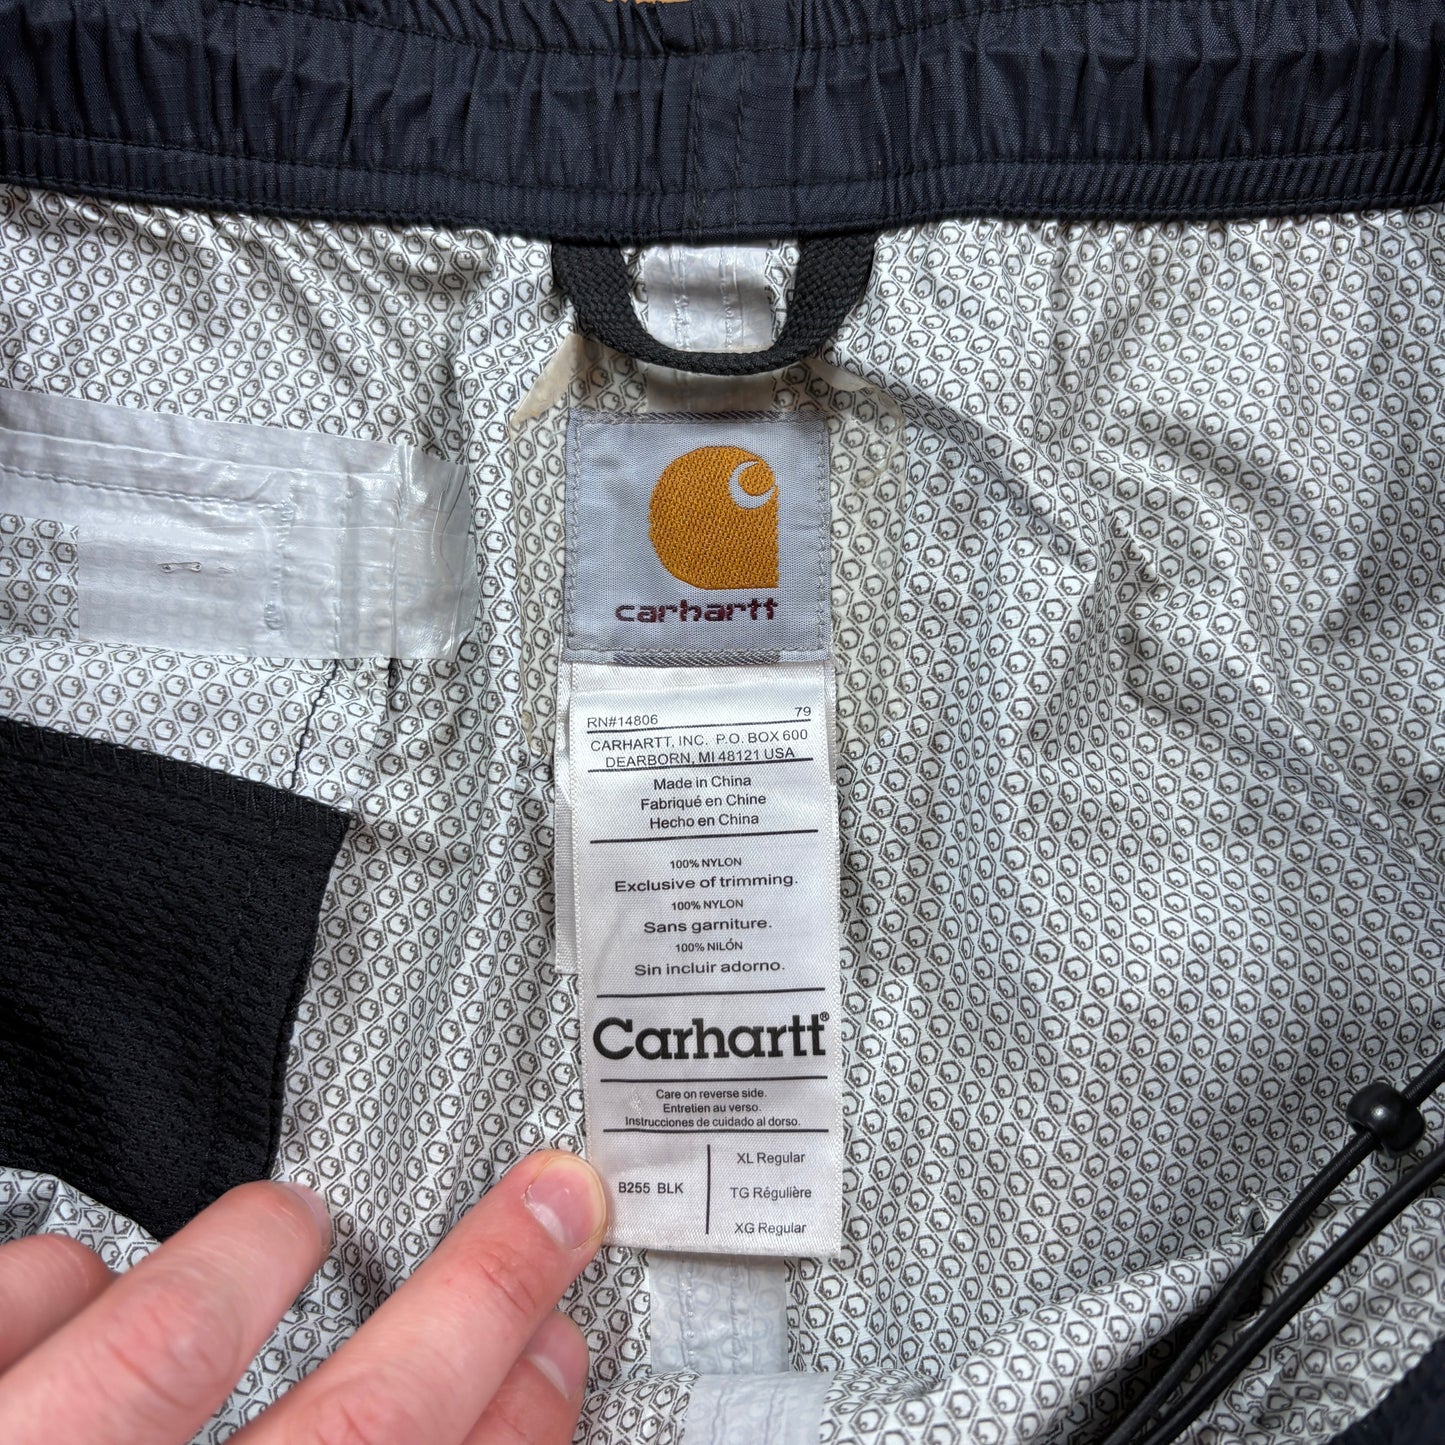 carhartt
RN#14806 79
CARHARTT, INC. P.O. BOX 600
DEARBORN, MI 48121 USA
Made in China
Fabriqué en Chine
Hecho en China
100% NYLON
Exclusive of trimming.
100% NYLON
Sans garniture.
100% NILÓN
Sin incluir adorno.
Carhartt®
Care on reverse side.
Entretien au verso.
Instrucciones de cuidado al dorso.
B255 BLK
XL Regular
TG Régulière
XG Regular